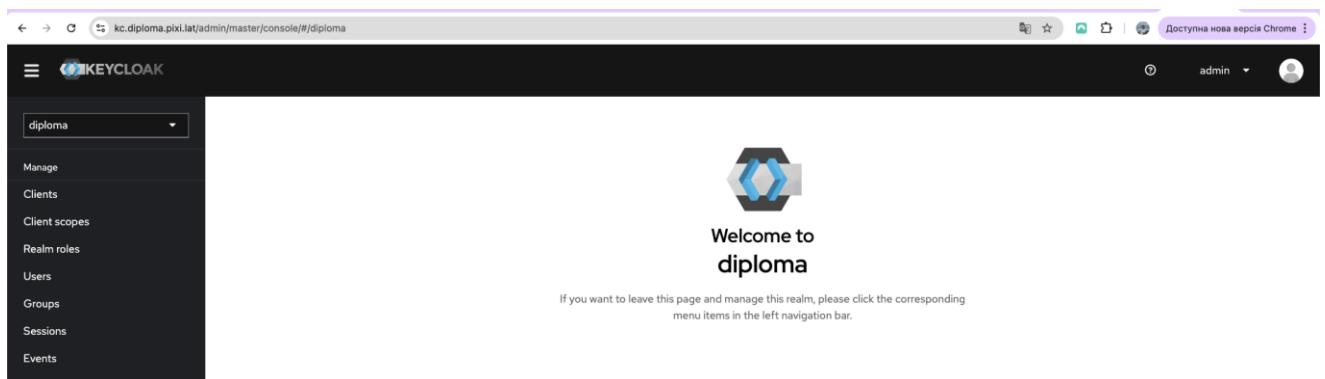 kc.diploma.pixi.lat/admin/master/console/#/diploma
Доступна нова версія Chrome
KEYCLOAK
admin
diploma
Manage
Clients
Client scopes
Realm roles
Users
Groups
Sessions
Events
Welcome to
diploma
If you want to leave this page and manage this realm, please click the corresponding
menu items in the left navigation bar.